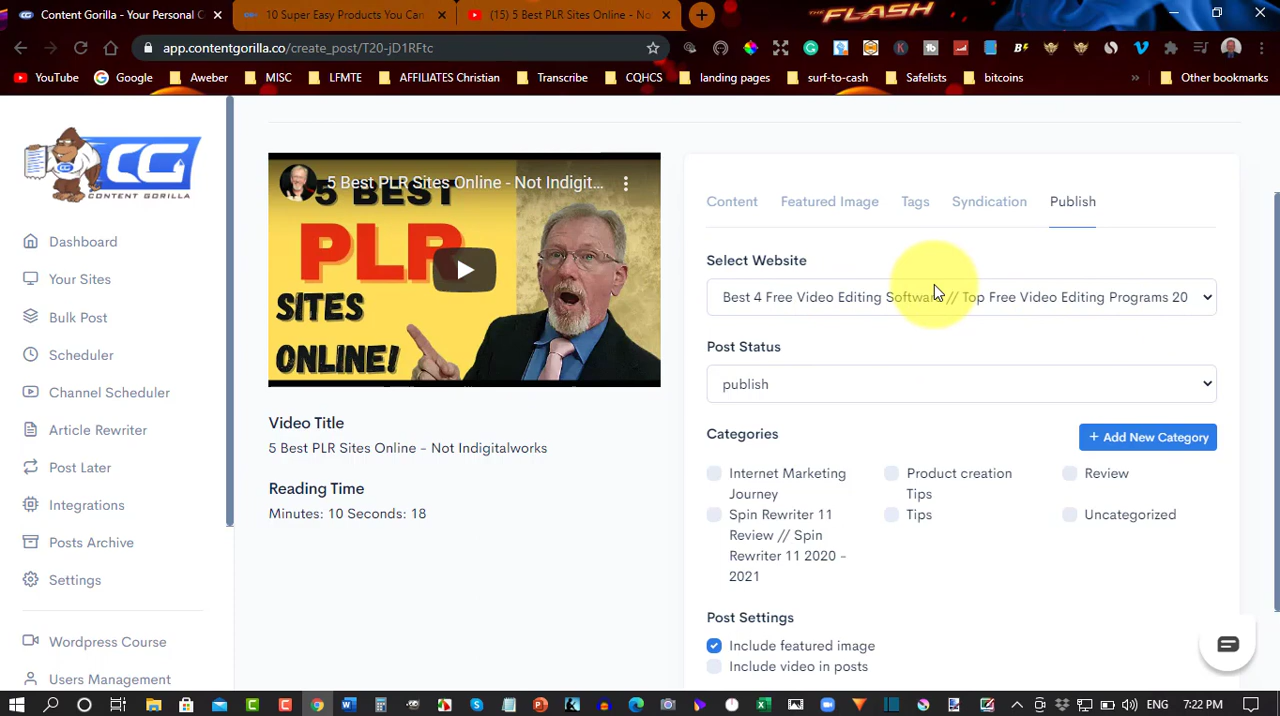 Content Gorilla - Your Personal C
10 Super Easy Products You Can
(15) 5 Best PLR Sites Online - No
THE FLASH
app.contentgorilla.co/create_post/T20-jD1RFtc
YouTube
Google
Aweber
MISC
LFMTE
AFFILIATES Christian
Transcribe
CQHCS
landing pages
surf-to-cash
Safelists
bitcoins
»
Other bookmarks
CG
CONTENT GORILLA
Dashboard
Your Sites
Bulk Post
Scheduler
Channel Scheduler
Article Rewriter
Post Later
Integrations
Posts Archive
Settings
Wordpress Course
Users Management
5 Best PLR Sites Online - Not Indigit...
5 BEST
PLR
SITES
ONLINE!
Video Title
5 Best PLR Sites Online - Not Indigitalworks
Reading Time
Minutes: 10 Seconds: 18
Content
Featured Image
Tags
Syndication
Publish
Select Website
Best 4 Free Video Editing Software // Top Free Video Editing Programs 20
Post Status
publish
Categories
+ Add New Category
Internet Marketing
Journey
Product creation
Tips
Review
Spin Rewriter 11
Review // Spin
Rewriter 11 2020 -
2021
Tips
Uncategorized
Post Settings
Include featured image
Include video in posts
ENG
7:22 PM